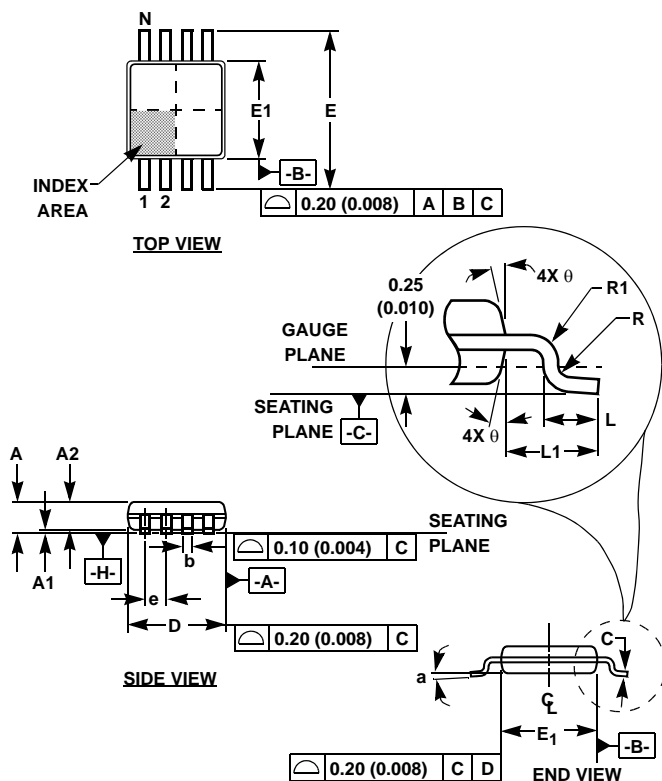 N
E1
E
-B-
INDEX
AREA
1 2
0.20 (0.008) A B C
TOP VIEW
0.25
(0.010)
4X θ
R1
R
GAUGE
PLANE
SEATING
PLANE
-C-
4X θ
L
L1
A
A2
SEATING
PLANE
A1
-H-
b
0.10 (0.004) C
-A-
e
D
0.20 (0.008) C
SIDE VIEW
C
a
CL
E1
-B-
0.20 (0.008) C D
END VIEW